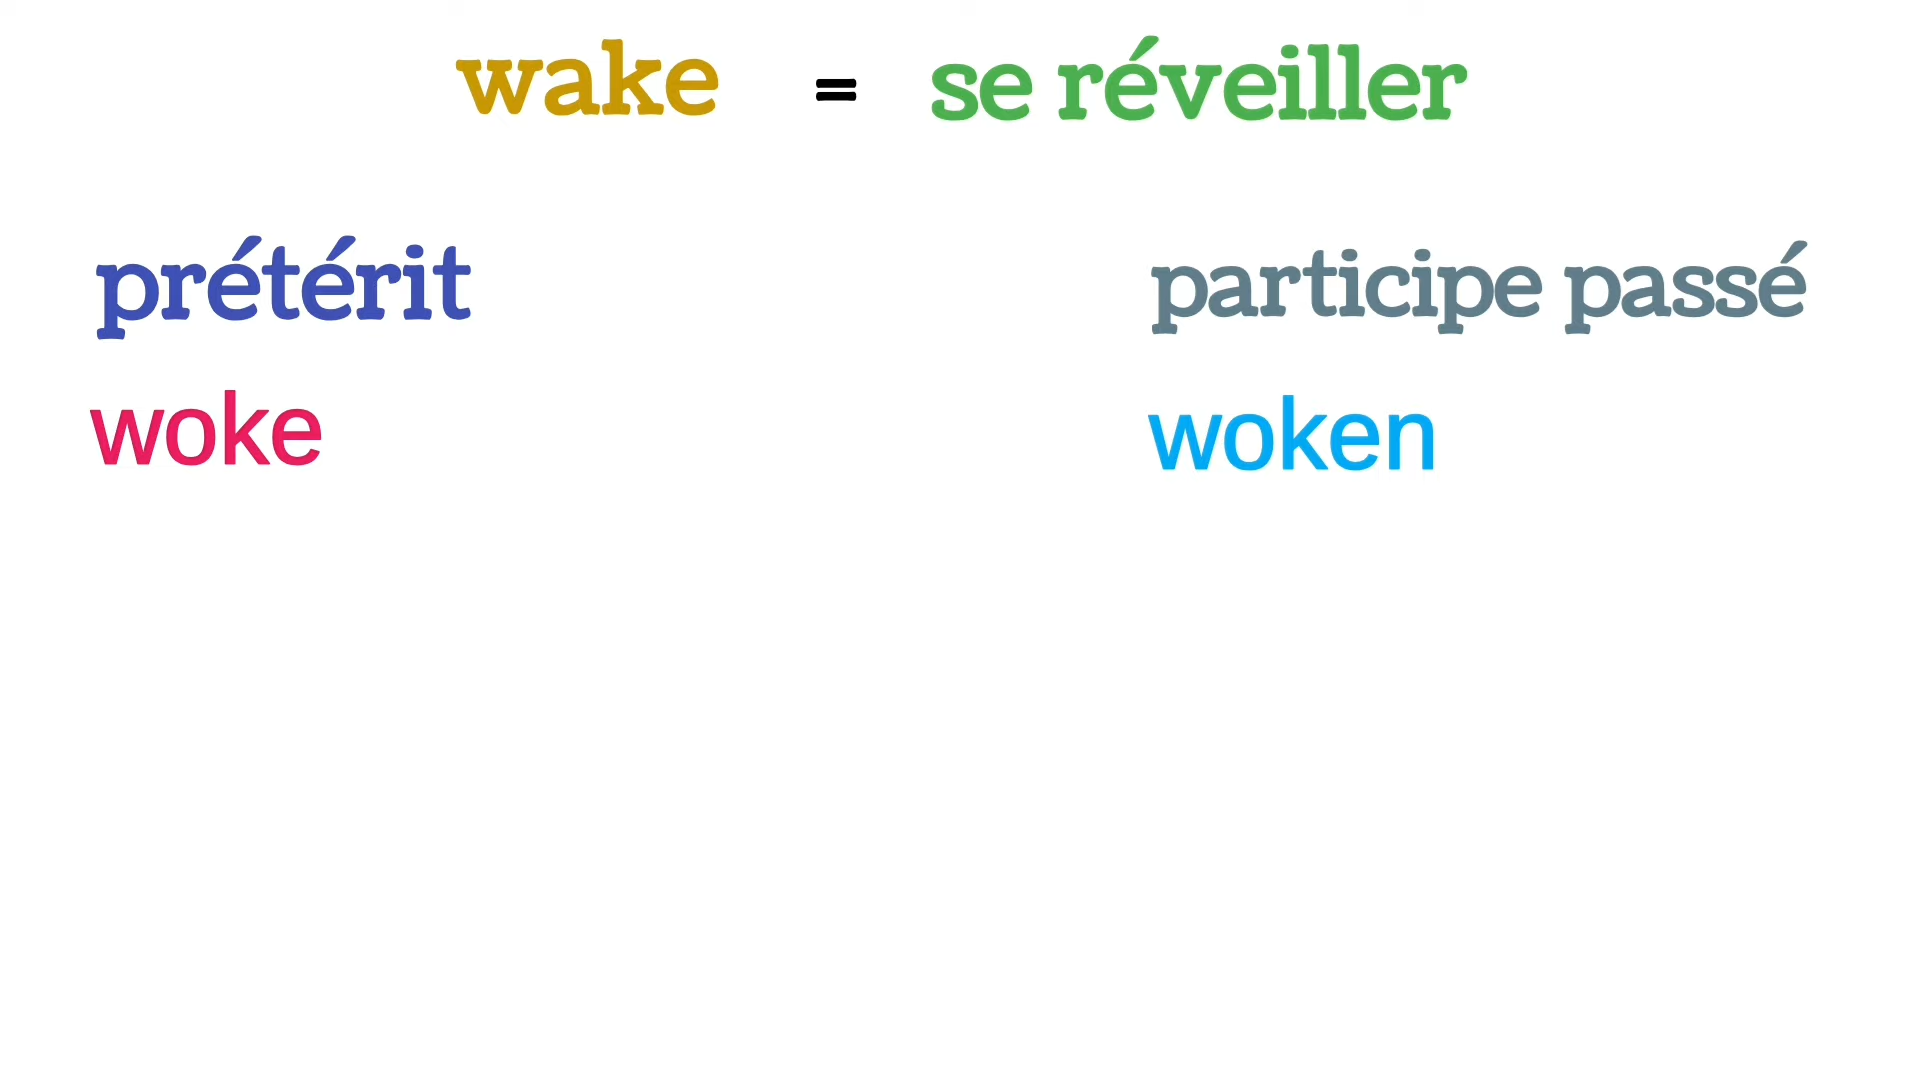 wake = se réveiller
prétérit participe passé
woke woken